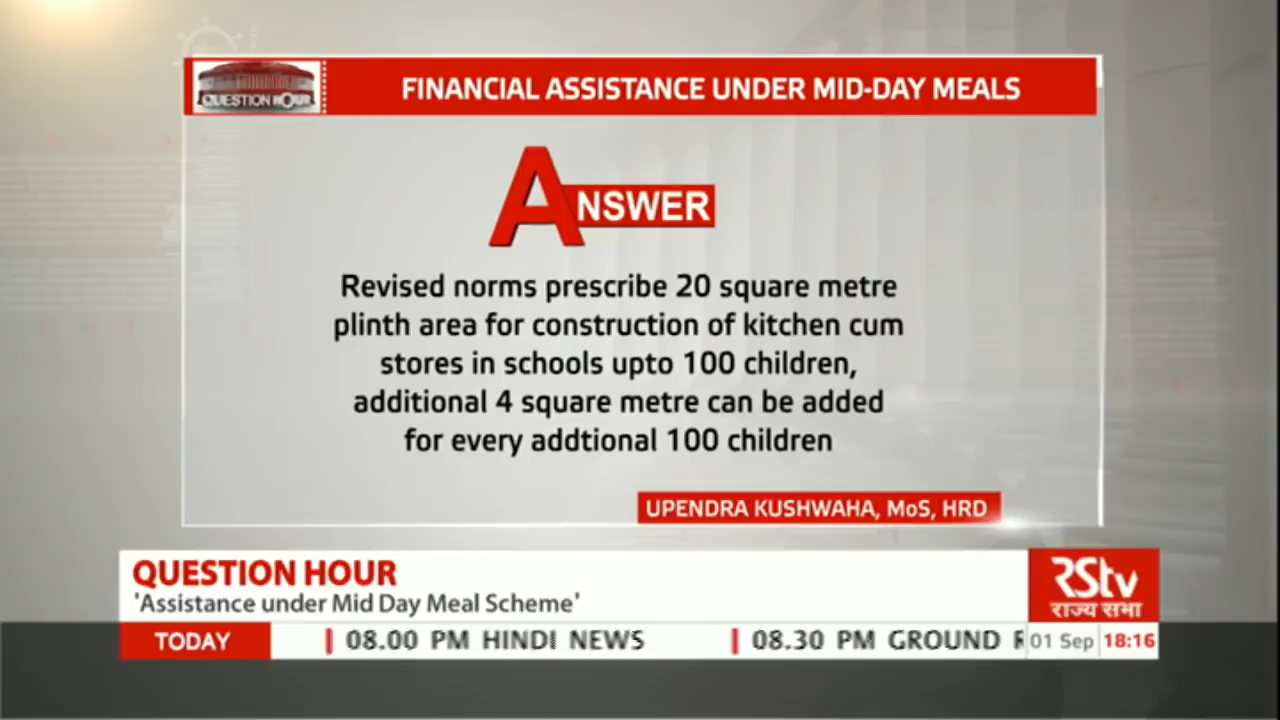 QUESTION HOUR
FINANCIAL ASSISTANCE UNDER MID-DAY MEALS
ANSWER
Revised norms prescribe 20 square metre
plinth area for construction of kitchen cum
stores in schools upto 100 children,
additional 4 square metre can be added
for every addtional 100 children
UPENDRA KUSHWAHA, MoS, HRD
QUESTION HOUR
'Assistance under Mid Day Meal Scheme'
RStv
राज्य सभा
TODAY
08.00 PM HINDI NEWS
08.30 PM GROUND
01 Sep
18:16